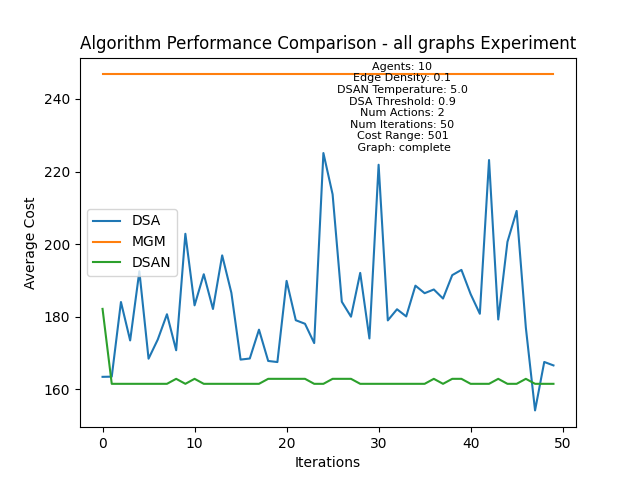 Algorithm Performance Comparison - all graphs Experiment
Agents: 10
Edge Density: 0.1
DSAN Temperature: 5.0
DSA Threshold: 0.9
Num Actions: 2
Num Iterations: 50
Cost Range: 501
Graph: complete
240
220
200
180
160
Average Cost
DSA
MGM
DSAN
0 10 20 30 40 50
Iterations